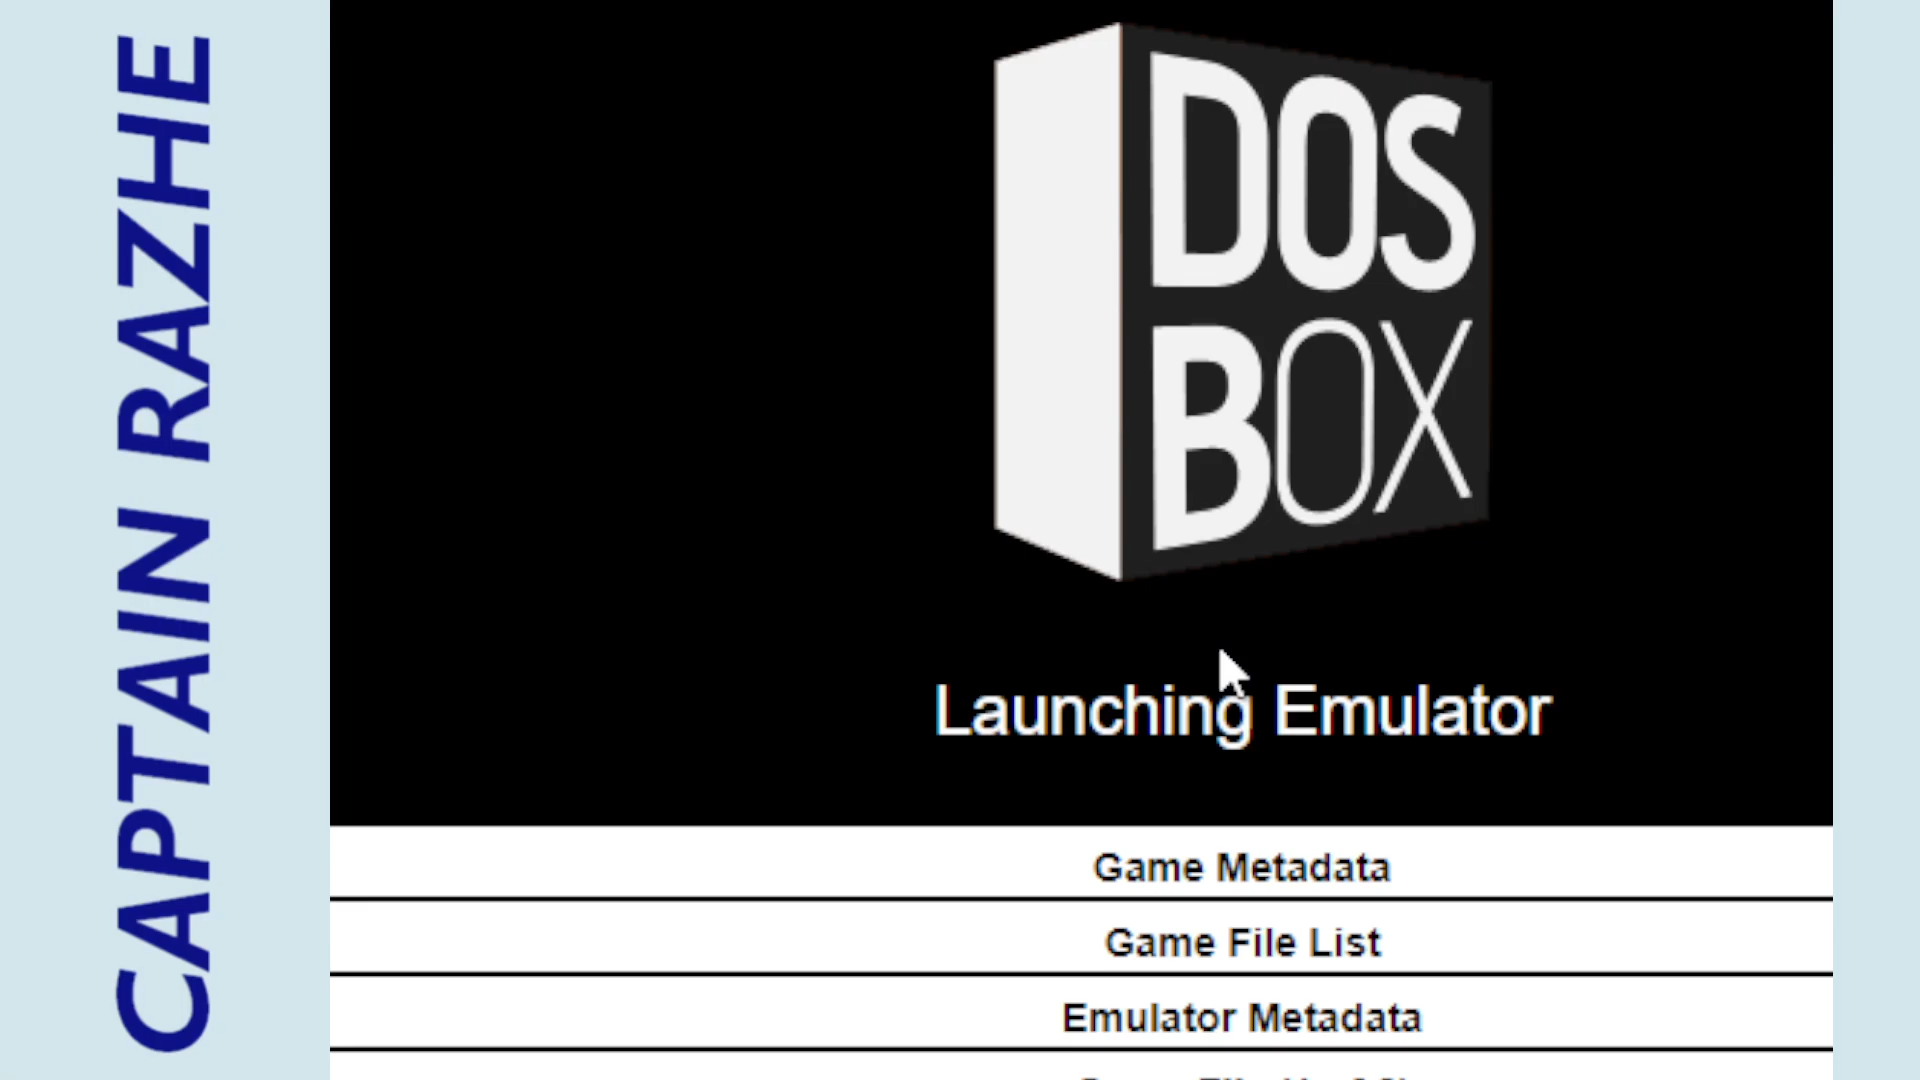 CAPTAIN RAZHE
DOS
BOX
Launching Emulator
Game Metadata
Game File List
Emulator Metadata